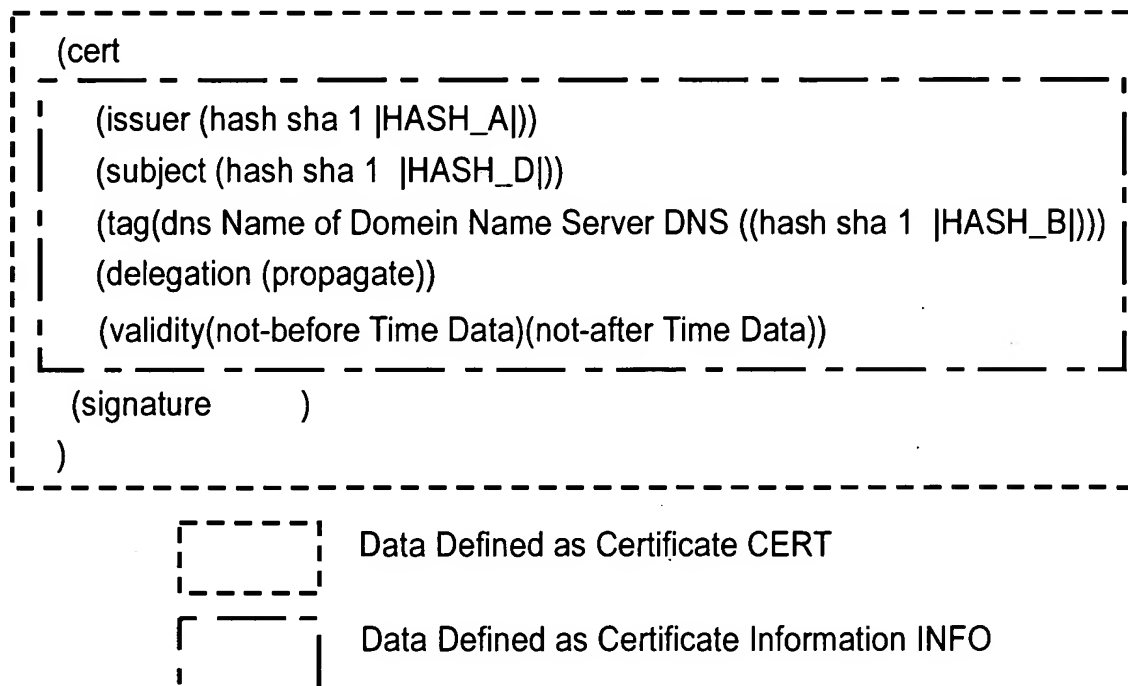 (cert
(issuer (hash sha 1 |HASH_A|))
(subject (hash sha 1 |HASH_D|))
(tag(dns Name of Domein Name Server DNS ((hash sha 1 |HASH_B|)))
(delegation (propagate))
(validity(not-before Time Data)(not-after Time Data))
(signature )
)
Data Defined as Certificate CERT
Data Defined as Certificate Information INFO